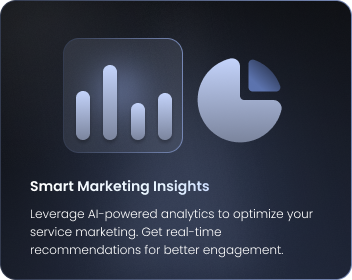 Smart Marketing Insights
Leverage AI-powered analytics to optimize your
service marketing. Get real-time
recommendations for better engagement.